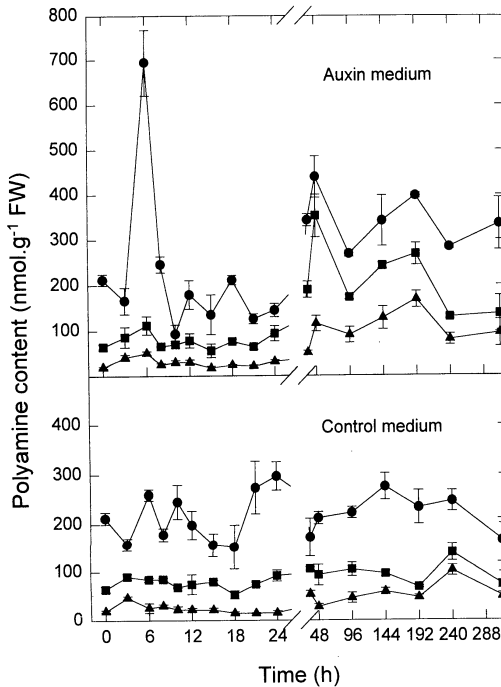 800
700
600
500
400
300
200
100
Auxin medium
Polyamine content (nmol.g⁻¹ FW)
400
300
200
100
0
Control medium
0 6 12 18 24 48 96 144 192 240 288
Time (h)